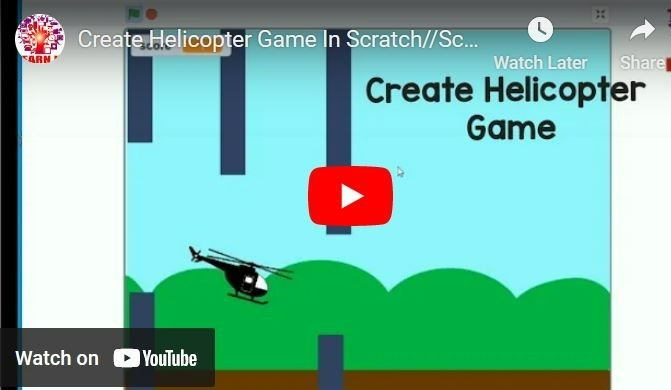 Create Helicopter Game In Scratch//Sc...
Watch Later
Share
Create Helicopter
Game
Watch on YouTube